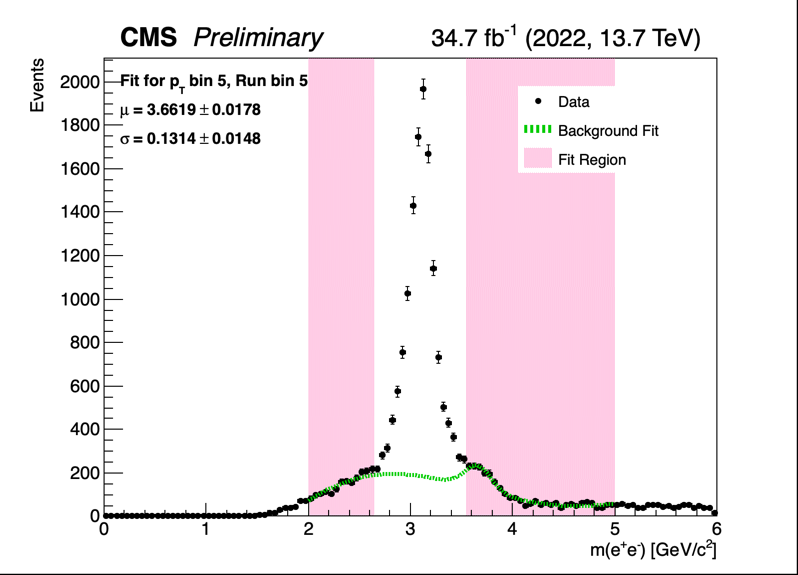 CMS Preliminary 34.7 fb⁻¹ (2022, 13.7 TeV)
Events
Fit for p_T bin 5, Run bin 5
μ = 3.6619 ± 0.0178
σ = 0.1314 ± 0.0148
Data
Background Fit
Fit Region
2000
1800
1600
1400
1200
1000
800
600
400
200
0
0 1 2 3 4 5 6
m(e⁺e⁻) [GeV/c²]